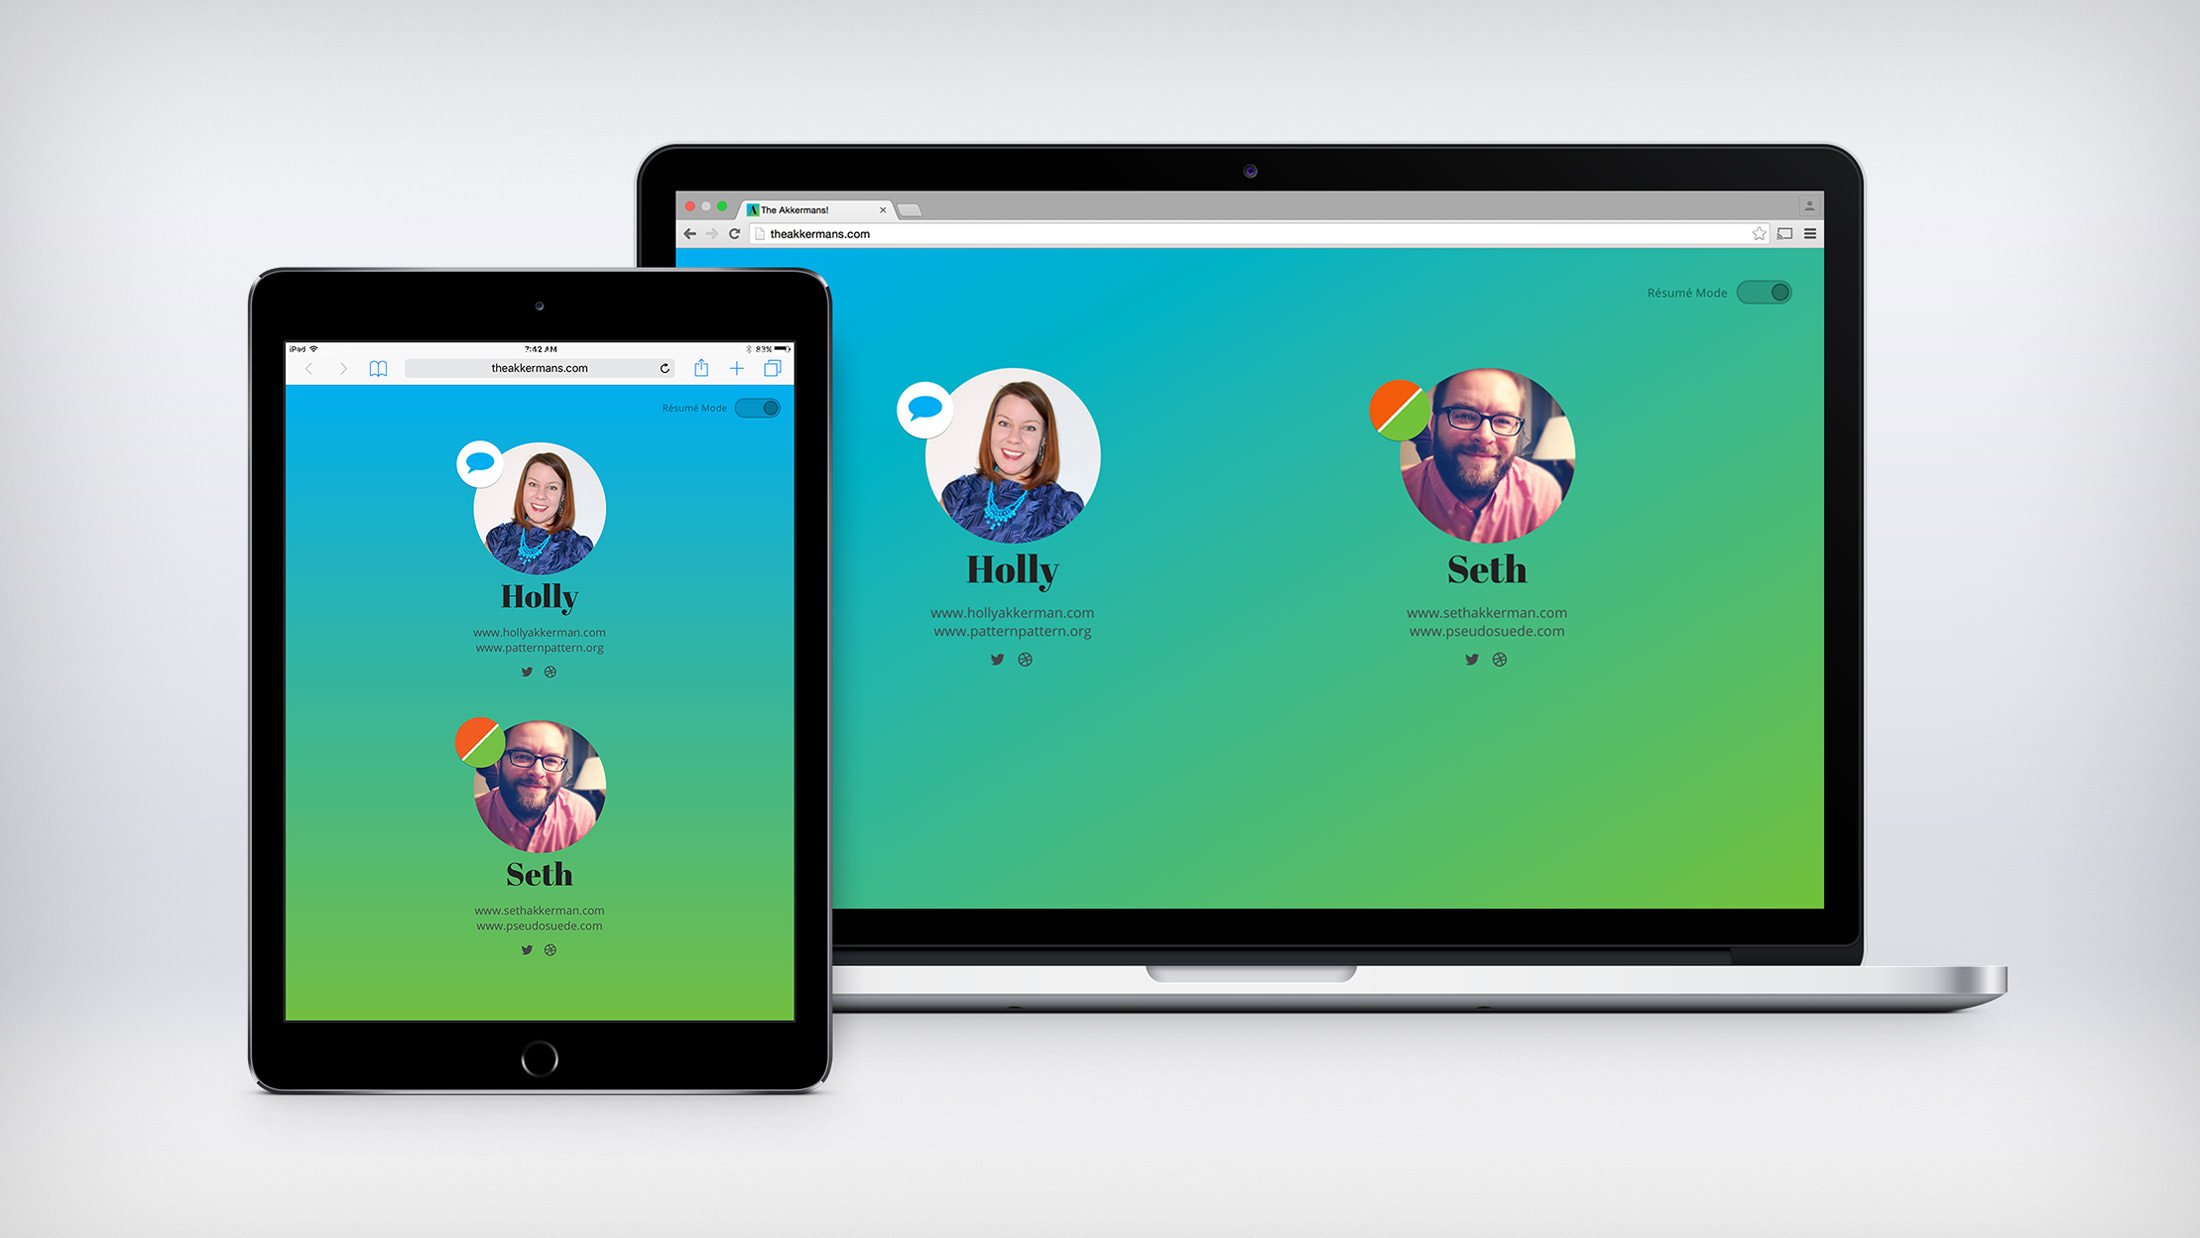 iPad
7:42 AM
83%
theakkermans.com
Résumé Mode
Holly
www.hollyakkerman.com
www.patternpattern.org
Seth
www.sethakkerman.com
www.pseudosuede.com
A The Akkermans!
theakkermans.com
Résumé Mode
Holly
www.hollyakkerman.com
www.patternpattern.org
Seth
www.sethakkerman.com
www.pseudosuede.com